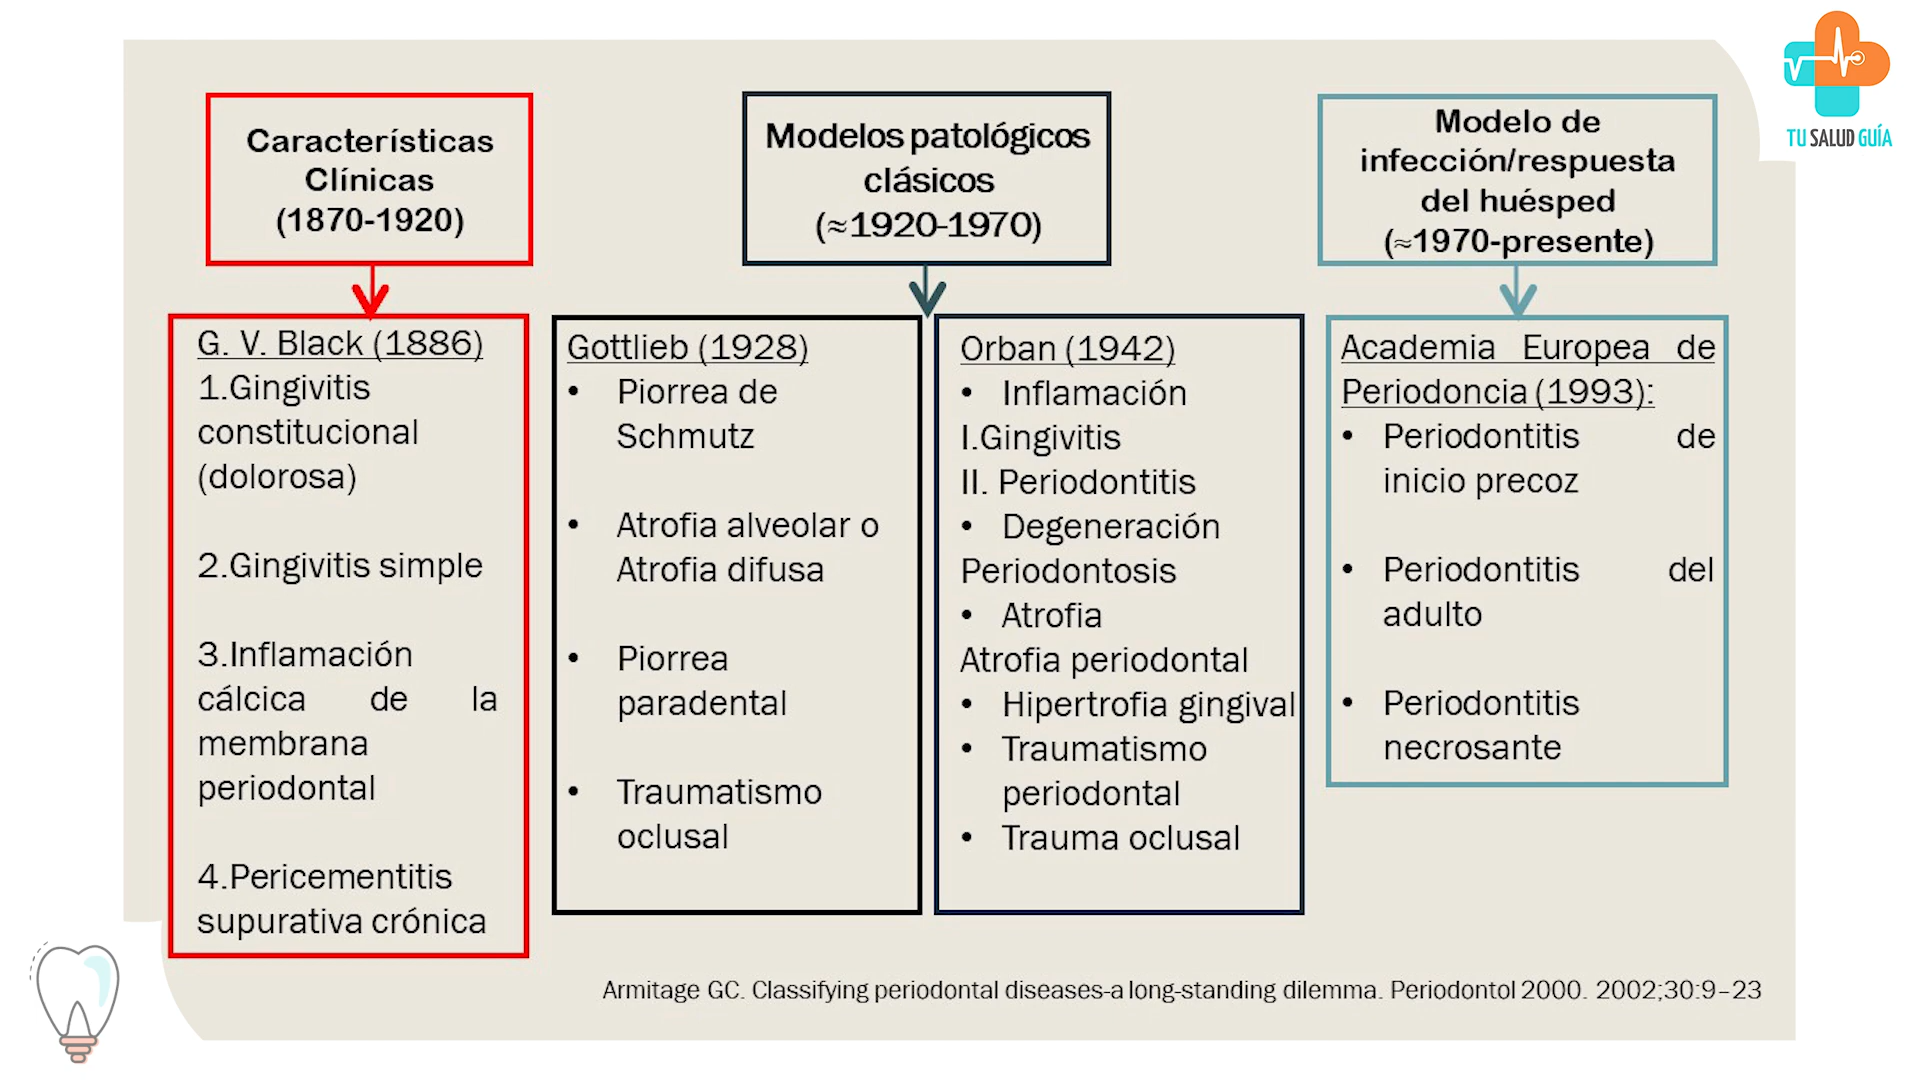 TU SALUD GUÍA
Características
Clínicas
(1870-1920)
Modelos patológicos
clásicos
(≈1920-1970)
Modelo de
infección/respuesta
del huésped
(≈1970-presente)
G. V. Black (1886)
1.Gingivitis
constitucional
(dolorosa)
2.Gingivitis simple
3.Inflamación
cálcica de la
membrana
periodontal
4.Pericementitis
supurativa crónica
Gottlieb (1928)
• Piorrea de
Schmutz
• Atrofia alveolar o
Atrofia difusa
• Piorrea
paradental
• Traumatismo
oclusal
Orban (1942)
• Inflamación
I.Gingivitis
II. Periodontitis
• Degeneración
Periodontosis
• Atrofia
Atrofia periodontal
• Hipertrofia gingival
• Traumatismo
periodontal
• Trauma oclusal
Academia Europea de
Periodoncia (1993):
• Periodontitis de
inicio precoz
• Periodontitis del
adulto
• Periodontitis
necrosante
Armitage GC. Classifying periodontal diseases-a long-standing dilemma. Periodontol 2000. 2002;30:9–23